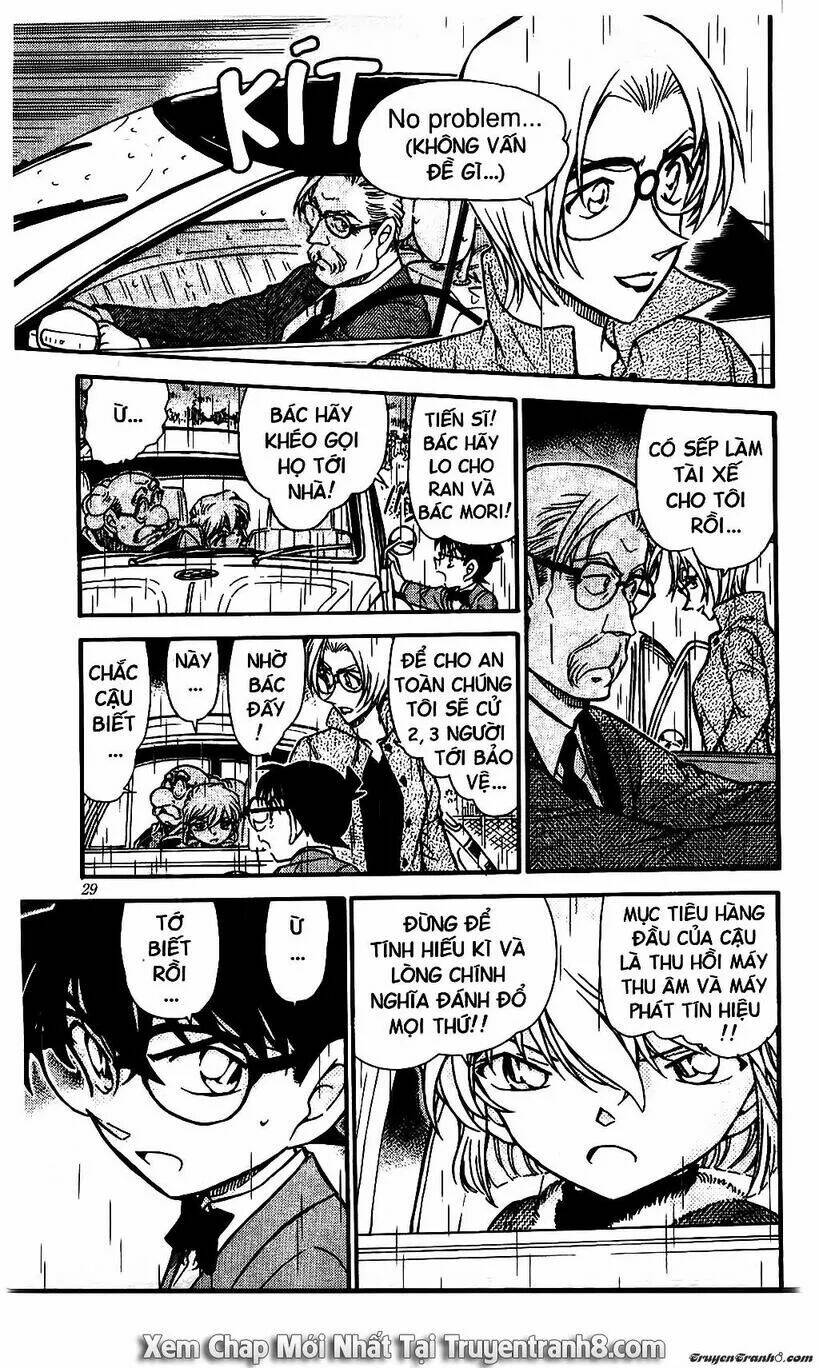 KÍT
No problem...
(KHÔNG VẤN
ĐỀ GÌ...)
CÓ SẾP LÀM
TÀI XẾ
CHO TÔI
RỒI...
TIẾN SĨ!
BÁC HÃY
LO CHO
RAN VÀ
BÁC MORI!
BÁC HÃY
KHÉO GỌI
HỌ TỚI
NHÀ!
Ừ...
ĐỂ CHO AN
TOÀN CHÚNG
TÔI SẼ CỬ
2, 3 NGƯỜI
TỚI BẢO
VỆ...
NHỜ
BÁC
ĐẤY
!
NÀY
...
CHẮC
CẬU
BIẾT
...
29
MỤC TIÊU HÀNG
ĐẦU CỦA CẬU
LÀ THU HỒI MÁY
THU ÂM VÀ MÁY
PHÁT TÍN HIỆU
!!
ĐỪNG ĐỂ
TÍNH HIẾU KÌ VÀ
LÒNG CHÍNH
NGHĨA ĐÁNH ĐỔ
MỌI THỨ!!
Ừ
...
TỚ
BIẾT
RỒI
...
Xem Chap Mới Nhất Tại Truyentranh8.com
TruyenTranh8.com